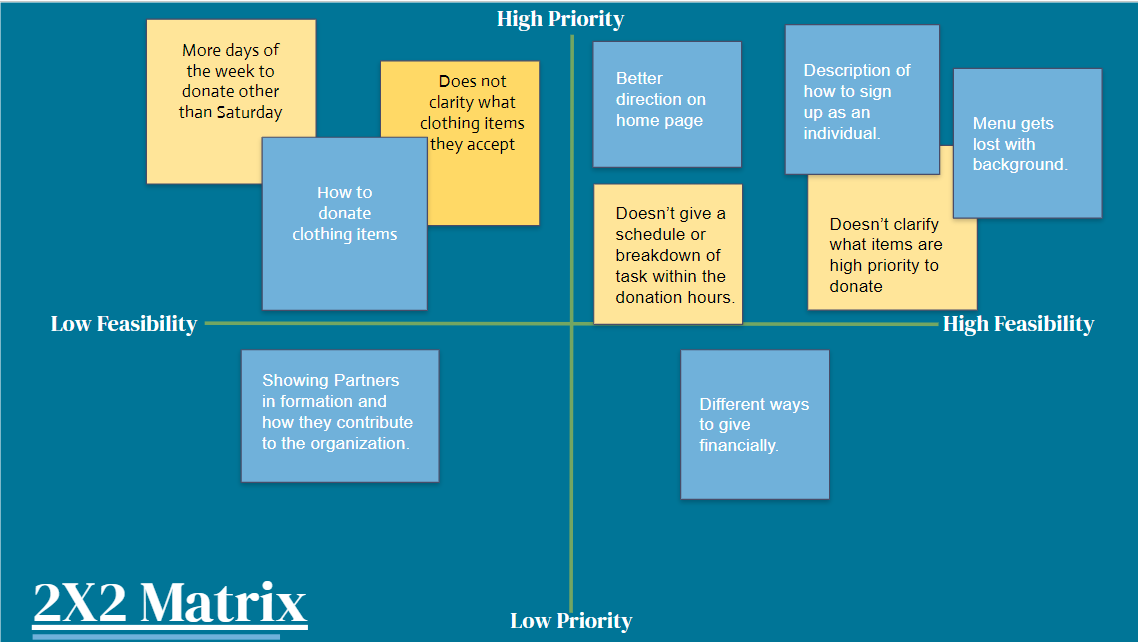 High Priority
More days of
the week to
donate other
than Saturday
Does not
clarity what
clothing items
they accept
How to
donate
clothing items
Better
direction on
home page
Description of
how to sign
up as an
individual.
Menu gets
lost with
background.
Doesn’t give a
schedule or
breakdown of
task within the
donation hours.
Doesn’t clarify
what items are
high priority to
donate
Low Feasibility
High Feasibility
Showing Partners
in formation and
how they contribute
to the organization.
Different ways
to give
financially.
2X2 Matrix
Low Priority